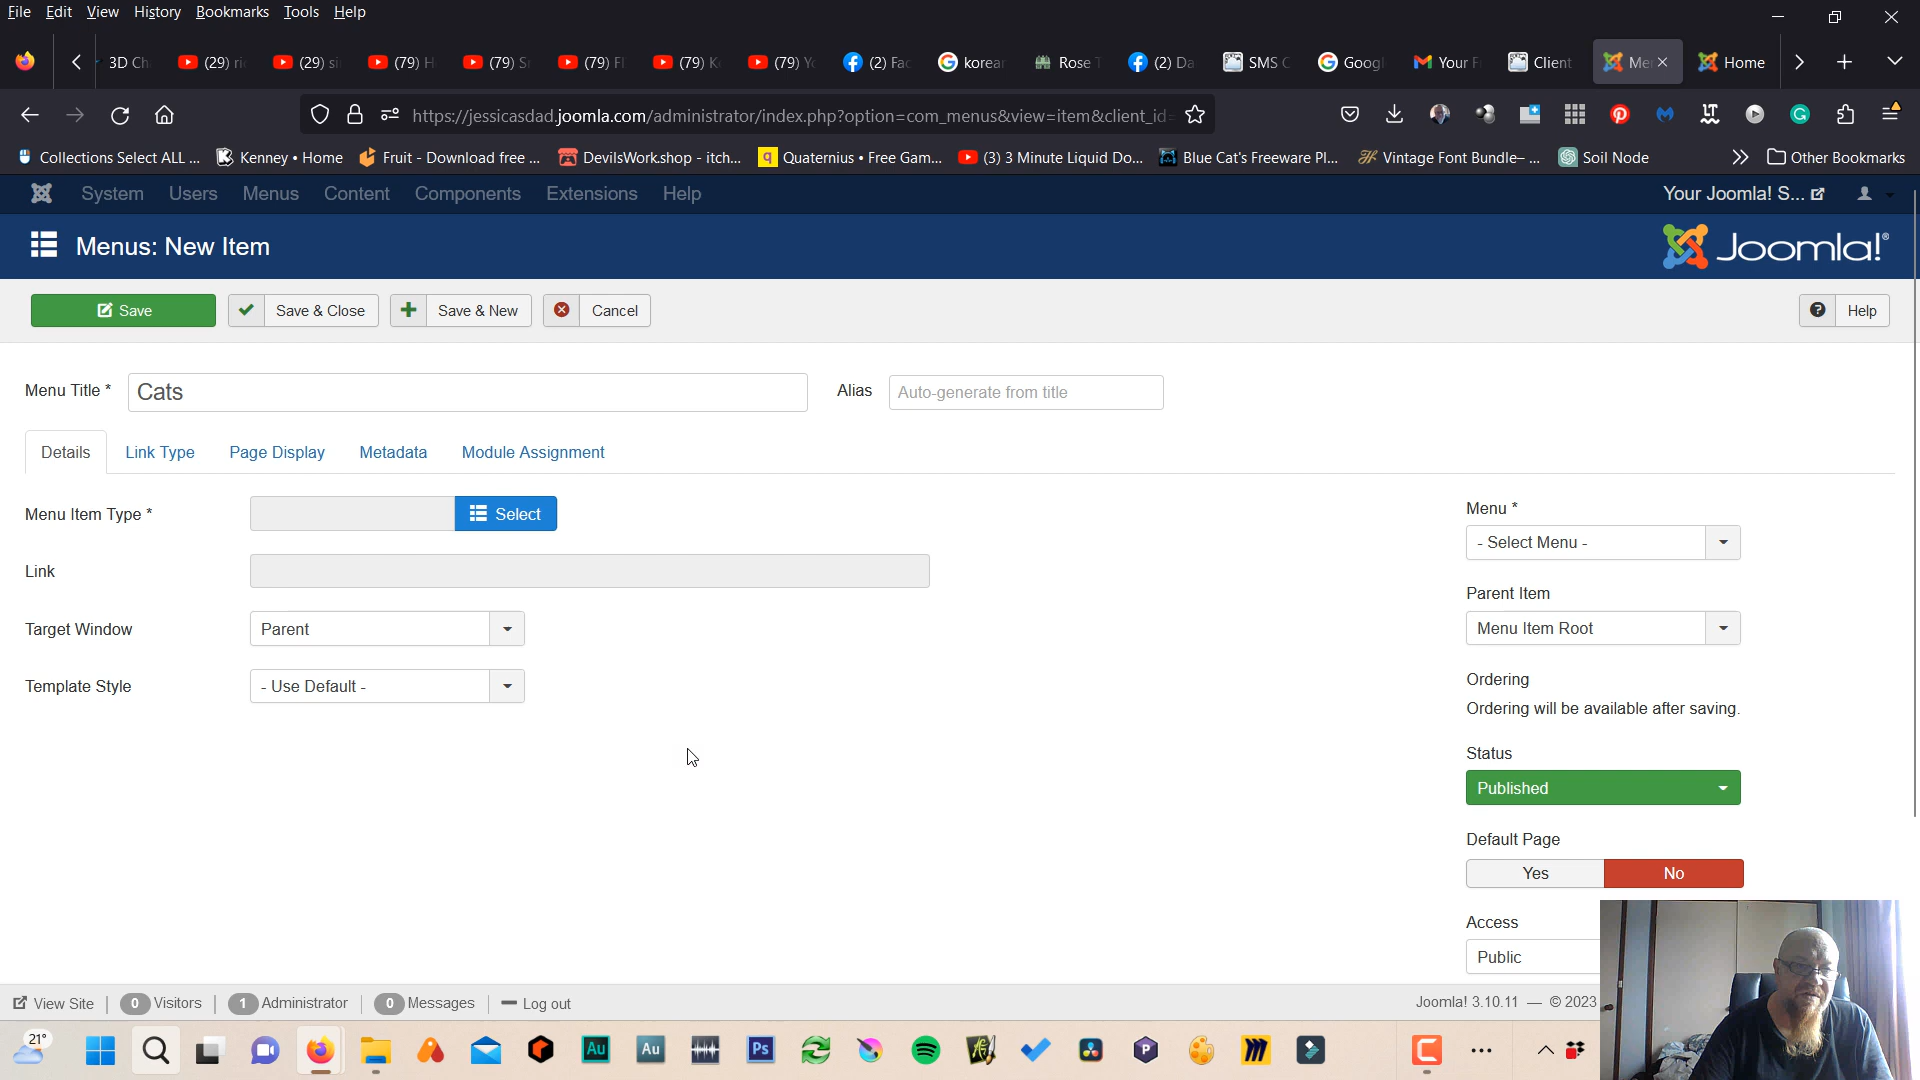 File Edit View History Bookmarks Tools Help
3D Ch (29) ri (29) si (79) H (79) S (79) Fl (79) K (79) Y (2) Fac korean Rose T (2) Da SMS C Googl Your F Client Me Home
https://jessicasdad.joomla.com/administrator/index.php?option=com_menus&view=item&client_id=
Collections Select ALL ... Kenney • Home Fruit - Download free ... DevilsWork.shop - itch... Quaternius • Free Gam... (3) 3 Minute Liquid Do... Blue Cat's Freeware Pl... Vintage Font Bundle– ... Soil Node Other Bookmarks
System Users Menus Content Components Extensions Help Your Joomla! S...
Menus: New Item Joomla!®
Save Save & Close Save & New Cancel Help
Menu Title * Cats Alias Auto-generate from title
Details Link Type Page Display Metadata Module Assignment
Menu Item Type * Select
Menu *
- Select Menu -
Link
Parent Item
Target Window Parent
Menu Item Root
Template Style - Use Default -
Ordering
Ordering will be available after saving.
Status
Published
Default Page
Yes No
Access
Public
View Site 0 Visitors 1 Administrator 0 Messages Log out Joomla! 3.10.11 — © 2023
21°
Au Au Ps